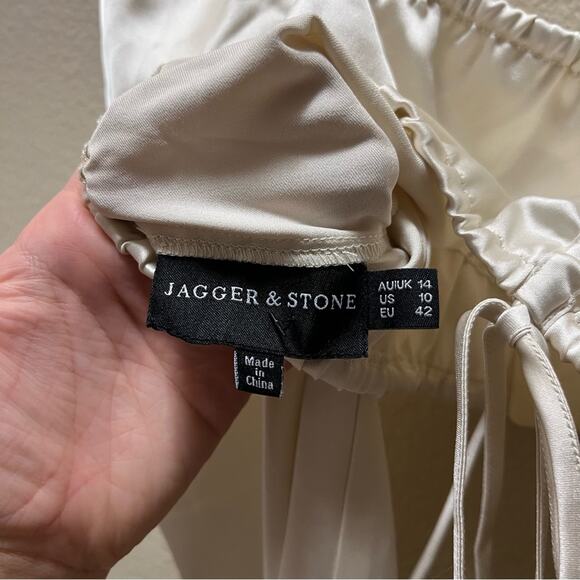 JAGGER & STONE
AU|UK 14
US 10
EU 42
Made
in
China